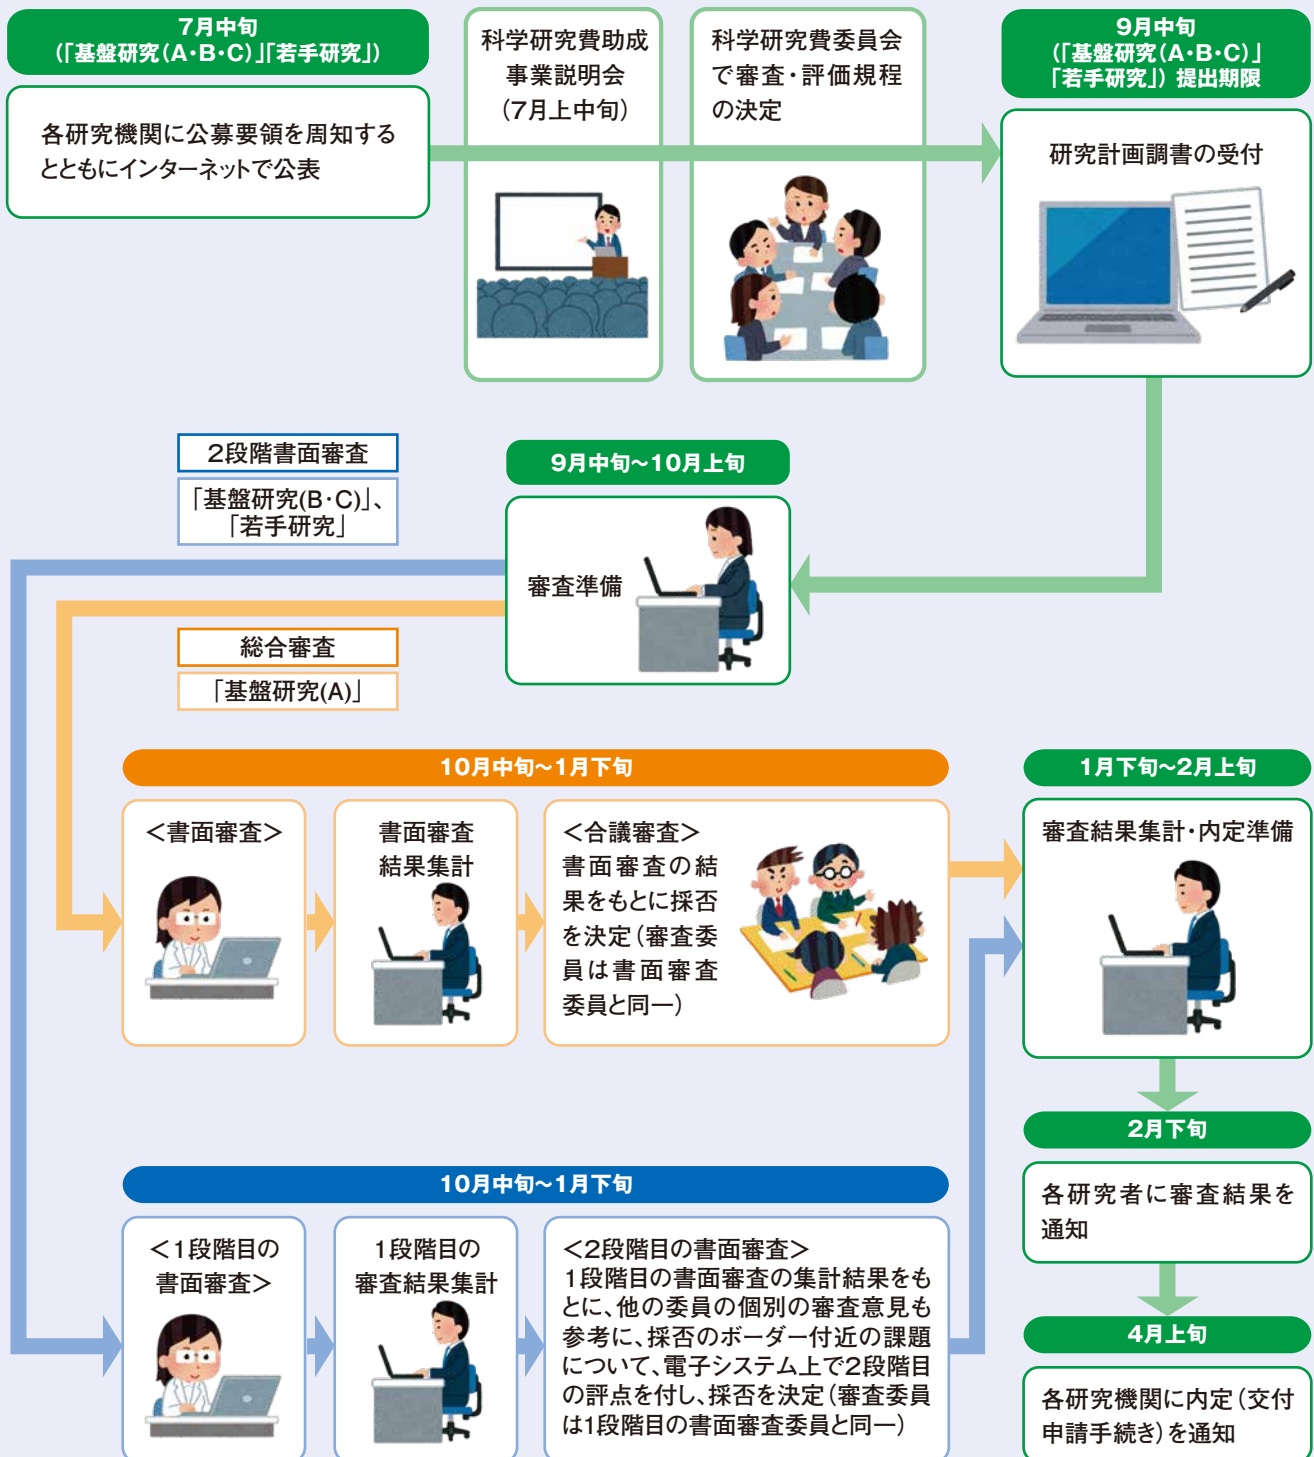 7月中旬
(「基盤研究(A・B・C)」「若手研究」)
各研究機関に公募要領を周知する
とともにインターネットで公表
科学研究費助成
事業説明会
(7月上中旬)
科学研究費委員会
で審査・評価規程
の決定
9月中旬
(「基盤研究(A・B・C)」
「若手研究」) 提出期限
研究計画調書の受付
2段階書面審査
「基盤研究(B・C)」、
「若手研究」
9月中旬~10月上旬
審査準備
総合審査
「基盤研究(A)」
10月中旬~1月下旬
<書面審査>
書面審査
結果集計
<合議審査>
書面審査の結
果をもとに採否
を決定(審査委
員は書面審査
委員と同一)
1月下旬~2月上旬
審査結果集計・内定準備
10月中旬~1月下旬
<1段階目の
書面審査>
1段階目の
審査結果集計
<2段階目の書面審査>
1段階目の書面審査の集計結果をも
とに、他の委員の個別の審査意見も
参考に、採否のボーダー付近の課題
について、電子システム上で2段階目
の評点を付し、採否を決定(審査委員
は1段階目の書面審査委員と同一)
2月下旬
各研究者に審査結果を
通知
4月上旬
各研究機関に内定(交付
申請手続き)を通知